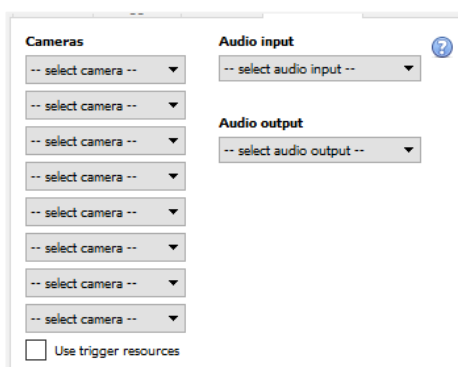 Cameras
-- select camera --
-- select camera --
-- select camera --
-- select camera --
-- select camera --
-- select camera --
-- select camera --
-- select camera --
Use trigger resources
Audio input
-- select audio input --
Audio output
-- select audio output --
?